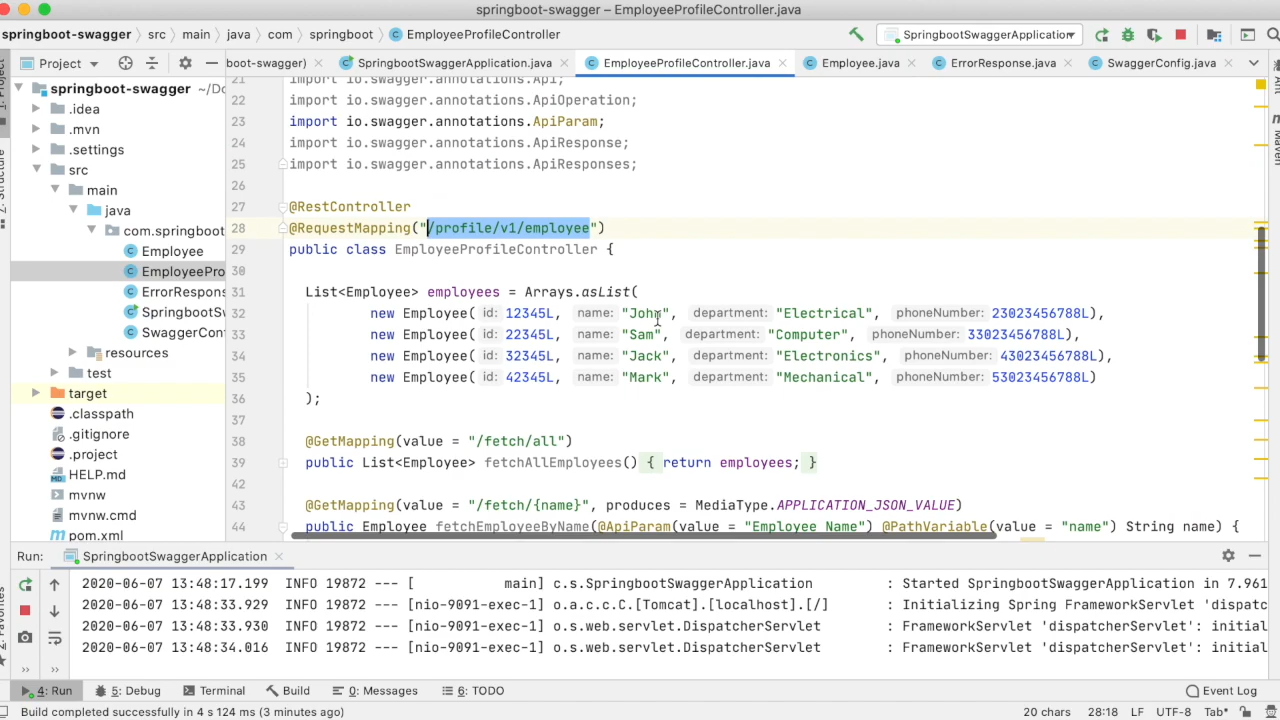 springboot-swagger – EmployeeProfileController.java
springboot-swagger > src > main > java > com > springboot > EmployeeProfileController
SpringbootSwaggerApplication
Project
boot-swagger)
SpringbootSwaggerApplication.java
EmployeeProfileController.java
Employee.java
ErrorResponse.java
SwaggerConfig.java
1: Project
Z: Structure
Favorites
Ant
Maven
springboot-swagger ~/Do
.idea
.mvn
.settings
src
main
java
com.springboot
Employee
EmployeePro
ErrorRespons
SpringbootSw
SwaggerCon
resources
test
target
.classpath
.gitignore
.project
HELP.md
mvnw
mvnw.cmd
pom.xml
21 import io.swagger.annotations.Api;
22 import io.swagger.annotations.ApiOperation;
23 import io.swagger.annotations.ApiParam;
24 import io.swagger.annotations.ApiResponse;
25 import io.swagger.annotations.ApiResponses;
26
27 @RestController
28 @RequestMapping("/profile/v1/employee")
29 public class EmployeeProfileController {
30
31 List<Employee> employees = Arrays.asList(
32 new Employee( id: 12345L, name: "John", department: "Electrical", phoneNumber: 23023456788L),
33 new Employee( id: 22345L, name: "Sam", department: "Computer", phoneNumber: 33023456788L),
34 new Employee( id: 32345L, name: "Jack", department: "Electronics", phoneNumber: 43023456788L),
35 new Employee( id: 42345L, name: "Mark", department: "Mechanical", phoneNumber: 53023456788L)
36 );
37
38 @GetMapping(value = "/fetch/all")
39 public List<Employee> fetchAllEmployees() { return employees; }
42
43 @GetMapping(value = "/fetch/{name}", produces = MediaType.APPLICATION_JSON_VALUE)
44 public Employee fetchEmployeeByName(@ApiParam(value = "Employee Name") @PathVariable(value = "name") String name) {
Run: SpringbootSwaggerApplication
2020-06-07 13:48:17.199 INFO 19872 --- [ main] c.s.SpringbootSwaggerApplication : Started SpringbootSwaggerApplication in 7.961
2020-06-07 13:48:33.929 INFO 19872 --- [nio-9091-exec-1] o.a.c.c.C.[Tomcat].[localhost].[/] : Initializing Spring FrameworkServlet 'dispatc
2020-06-07 13:48:33.930 INFO 19872 --- [nio-9091-exec-1] o.s.web.servlet.DispatcherServlet : FrameworkServlet 'dispatcherServlet': initial
2020-06-07 13:48:34.016 INFO 19872 --- [nio-9091-exec-1] o.s.web.servlet.DispatcherServlet : FrameworkServlet 'dispatcherServlet': initial
4: Run 5: Debug Terminal Build 0: Messages 6: TODO Event Log
Build completed successfully in 4 s 124 ms (3 minutes ago) 20 chars 28:18 LF UTF-8 Tab*